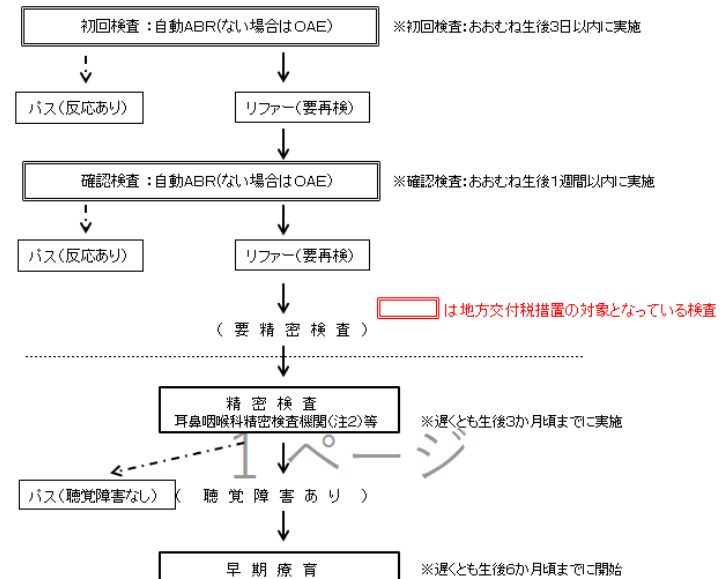 初回検査：自動ABR(ない場合はOAE) ※初回検査:おおむね生後3日以内に実施
パス(反応あり) リファー(要再検)
確認検査：自動ABR(ない場合はOAE) ※確認検査:おおむね生後1週間以内に実施
パス(反応あり) リファー(要再検)
は地方交付税措置の対象となっている検査
(要精密検査)
精密検査
耳鼻咽喉科精密検査機関(注2)等 ※遅くとも生後3か月頃までに実施
1 ページ
パス(聴覚障害なし) (聴覚障害あり)
早期療育 ※遅くとも生後6か月頃までに開始